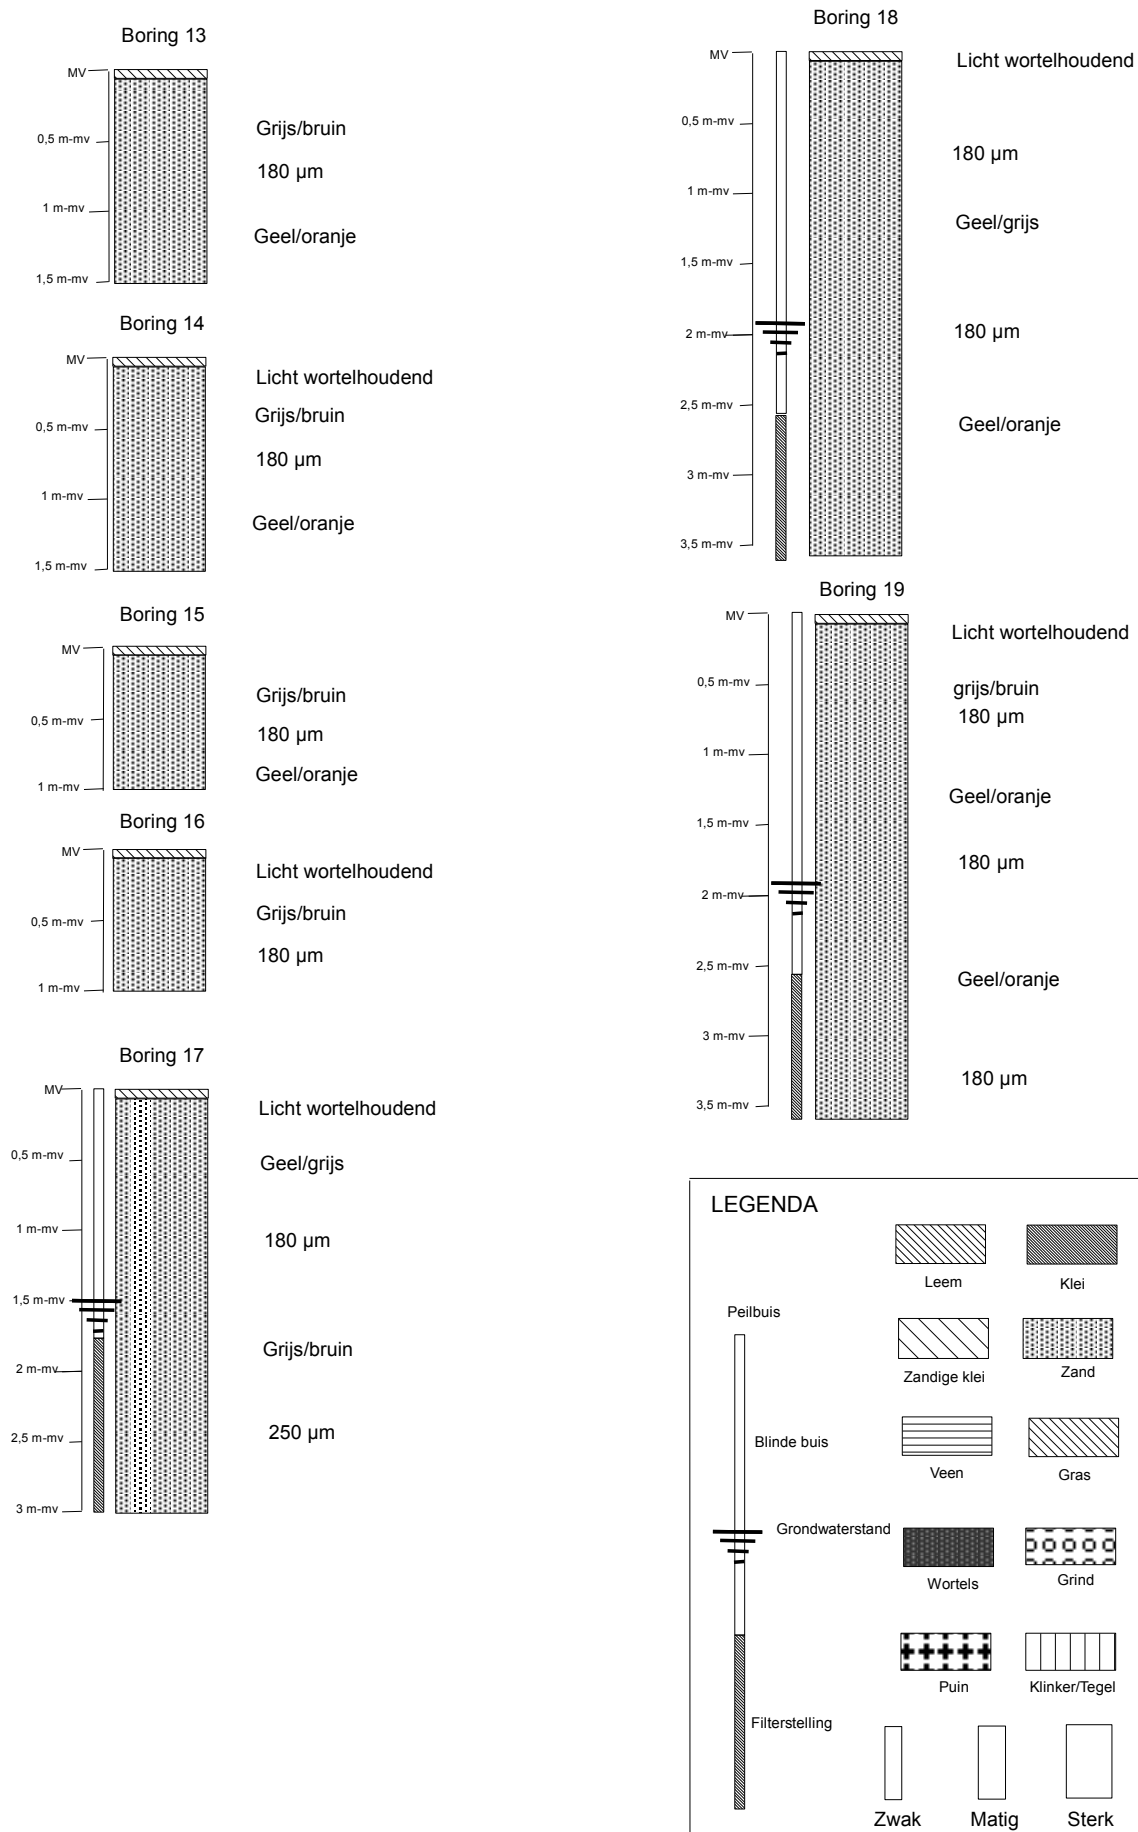 Boring 13
MV
0,5 m-mv
1 m-mv
1,5 m-mv
Grijs/bruin
180 µm
Geel/oranje
Boring 14
MV
0,5 m-mv
1 m-mv
1,5 m-mv
Licht wortelhoudend
Grijs/bruin
180 µm
Geel/oranje
Boring 15
MV
0,5 m-mv
1 m-mv
Grijs/bruin
180 µm
Geel/oranje
Boring 16
MV
0,5 m-mv
1 m-mv
Licht wortelhoudend
Grijs/bruin
180 µm
Boring 17
MV
0,5 m-mv
1 m-mv
1,5 m-mv
2 m-mv
2,5 m-mv
3 m-mv
Licht wortelhoudend
Geel/grijs
180 µm
Grijs/bruin
250 µm
Boring 18
MV
0,5 m-mv
1 m-mv
1,5 m-mv
2 m-mv
2,5 m-mv
3 m-mv
3,5 m-mv
Licht wortelhoudend
180 µm
Geel/grijs
180 µm
Geel/oranje
Boring 19
MV
0,5 m-mv
1 m-mv
1,5 m-mv
2 m-mv
2,5 m-mv
3 m-mv
3,5 m-mv
Licht wortelhoudend
grijs/bruin
180 µm
Geel/oranje
180 µm
Geel/oranje
180 µm
LEGENDA
Peilbuis
Blinde buis
Grondwaterstand
Filterstelling
Leem
Klei
Zandige klei
Zand
Veen
Gras
Wortels
Grind
Puin
Klinker/Tegel
Zwak
Matig
Sterk